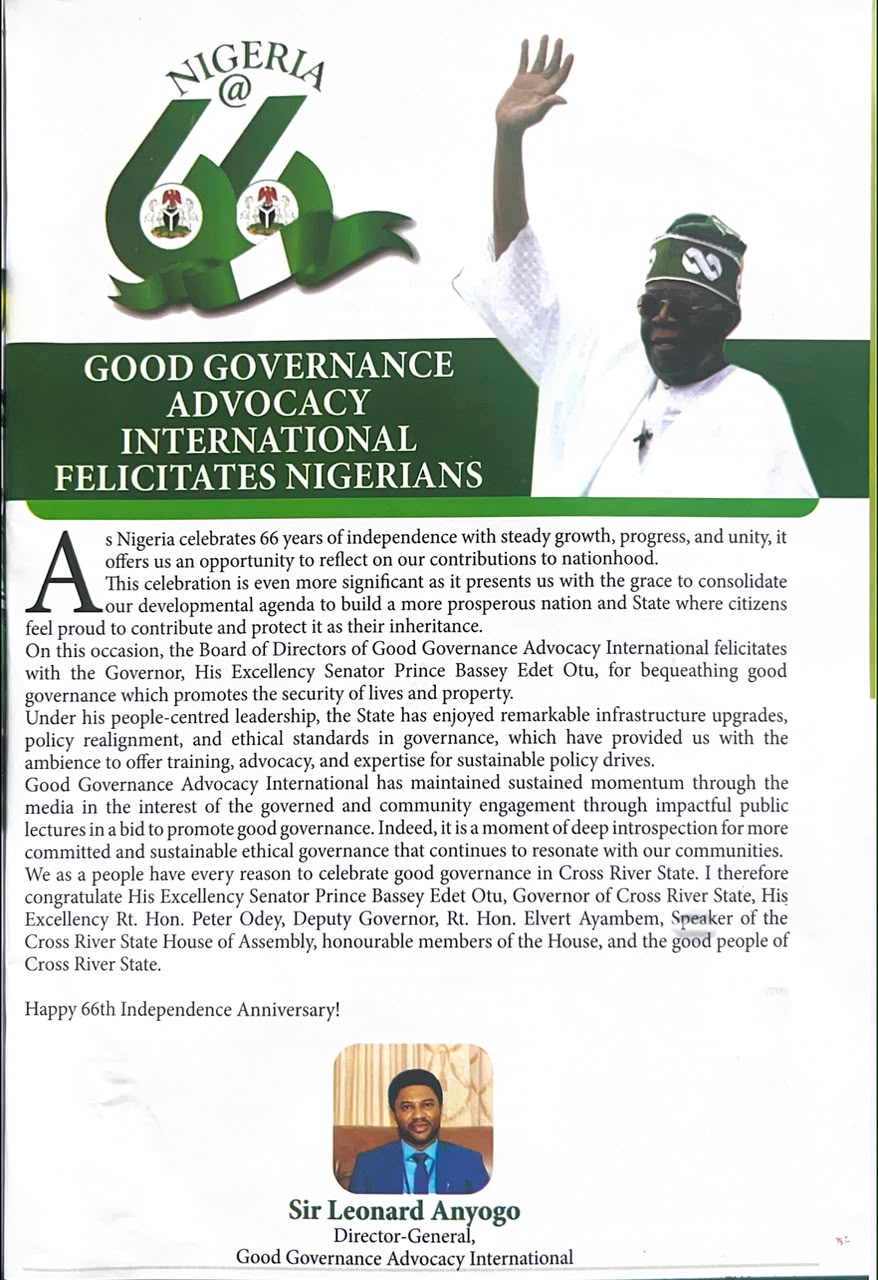 NIGERIA
@
66
GOOD GOVERNANCE
ADVOCACY
INTERNATIONAL
FELICITATES NIGERIANS
As Nigeria celebrates 66 years of independence with steady growth, progress, and unity, it
offers us an opportunity to reflect on our contributions to nationhood.
This celebration is even more significant as it presents us with the grace to consolidate
our developmental agenda to build a more prosperous nation and State where citizens
feel proud to contribute and protect it as their inheritance.
On this occasion, the Board of Directors of Good Governance Advocacy International felicitates
with the Governor, His Excellency Senator Prince Bassey Edet Otu, for bequeathing good
governance which promotes the security of lives and property.
Under his people-centred leadership, the State has enjoyed remarkable infrastructure upgrades,
policy realignment, and ethical standards in governance, which have provided us with the
ambience to offer training, advocacy, and expertise for sustainable policy drives.
Good Governance Advocacy International has maintained sustained momentum through the
media in the interest of the governed and community engagement through impactful public
lectures in a bid to promote good governance. Indeed, it is a moment of deep introspection for more
committed and sustainable ethical governance that continues to resonate with our communities.
We as a people have every reason to celebrate good governance in Cross River State. I therefore
congratulate His Excellency Senator Prince Bassey Edet Otu, Governor of Cross River State, His
Excellency Rt. Hon. Peter Odey, Deputy Governor, Rt. Hon. Elvert Ayambem, Speaker of the
Cross River State House of Assembly, honourable members of the House, and the good people of
Cross River State.
Happy 66th Independence Anniversary!
Sir Leonard Anyogo
Director-General,
Good Governance Advocacy International